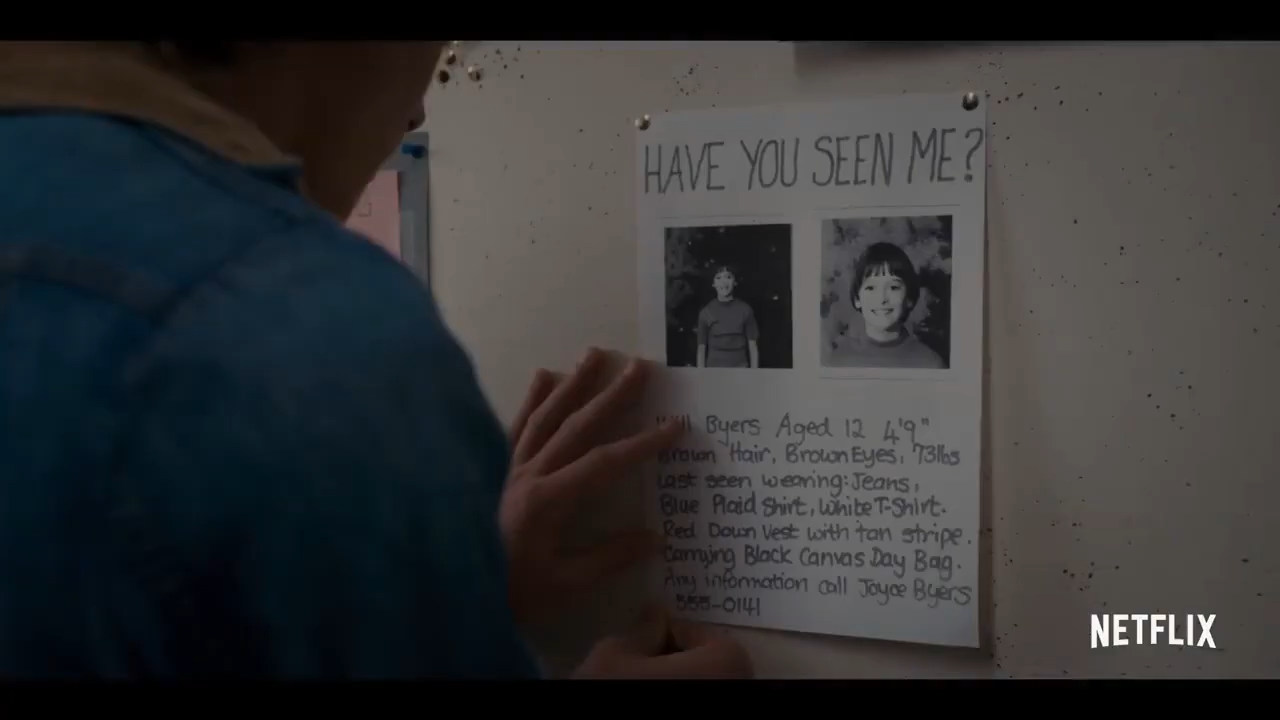 HAVE YOU SEEN ME?
Will Byers Aged 12 4'9"
Brown Hair, Brown Eyes, 73lbs
Last seen wearing: Jeans,
Blue Plaid Shirt, White T-Shirt.
Red Down Vest with tan stripe.
Carrying Black Canvas Day Bag.
Any information call Joyce Byers
555-0141
NETFLIX